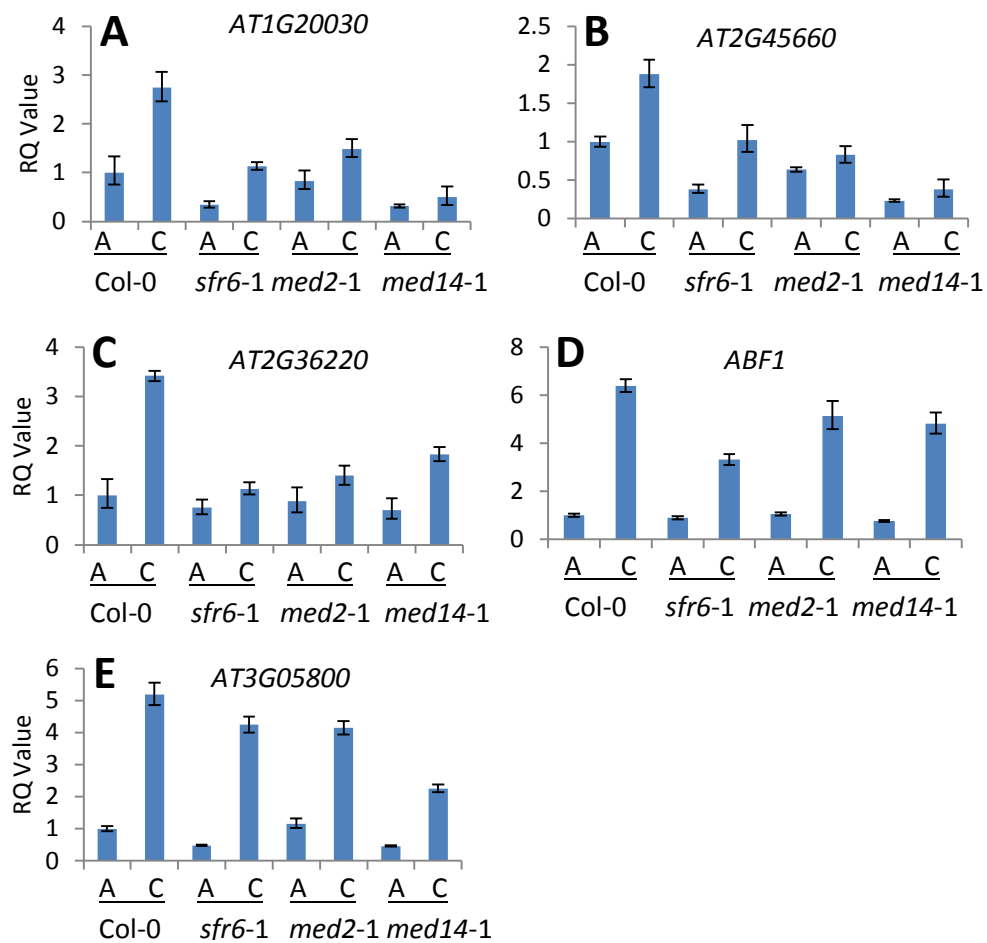 A
AT1G20030
RQ Value
4
3
2
1
0
A C A C A C A C
Col-0 sfr6-1 med2-1 med14-1
B
AT2G45660
2.5
2
1.5
1
0.5
0
A C A C A C A C
Col-0 sfr6-1 med2-1 med14-1
C
AT2G36220
RQ Value
4
3
2
1
0
A C A C A C A C
Col-0 sfr6-1 med2-1 med14-1
D
ABF1
8
6
4
2
0
A C A C A C A C
Col-0 sfr6-1 med2-1 med14-1
E
AT3G05800
RQ Value
6
5
4
3
2
1
0
A C A C A C A C
Col-0 sfr6-1 med2-1 med14-1